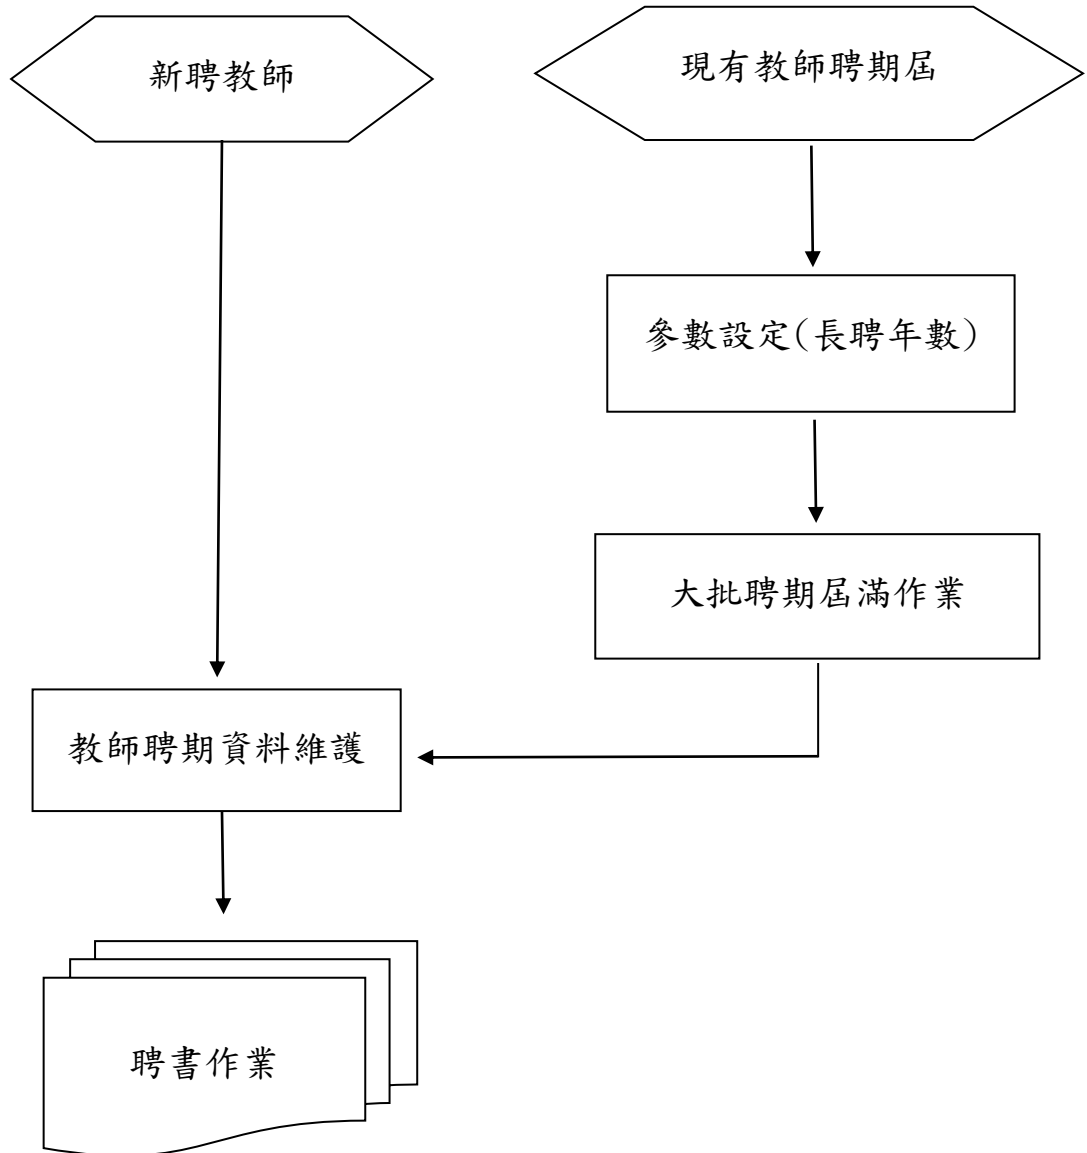 新聘教師
現有教師聘期屆
參數設定(長聘年數)
大批聘期屆滿作業
教師聘期資料維護
聘書作業